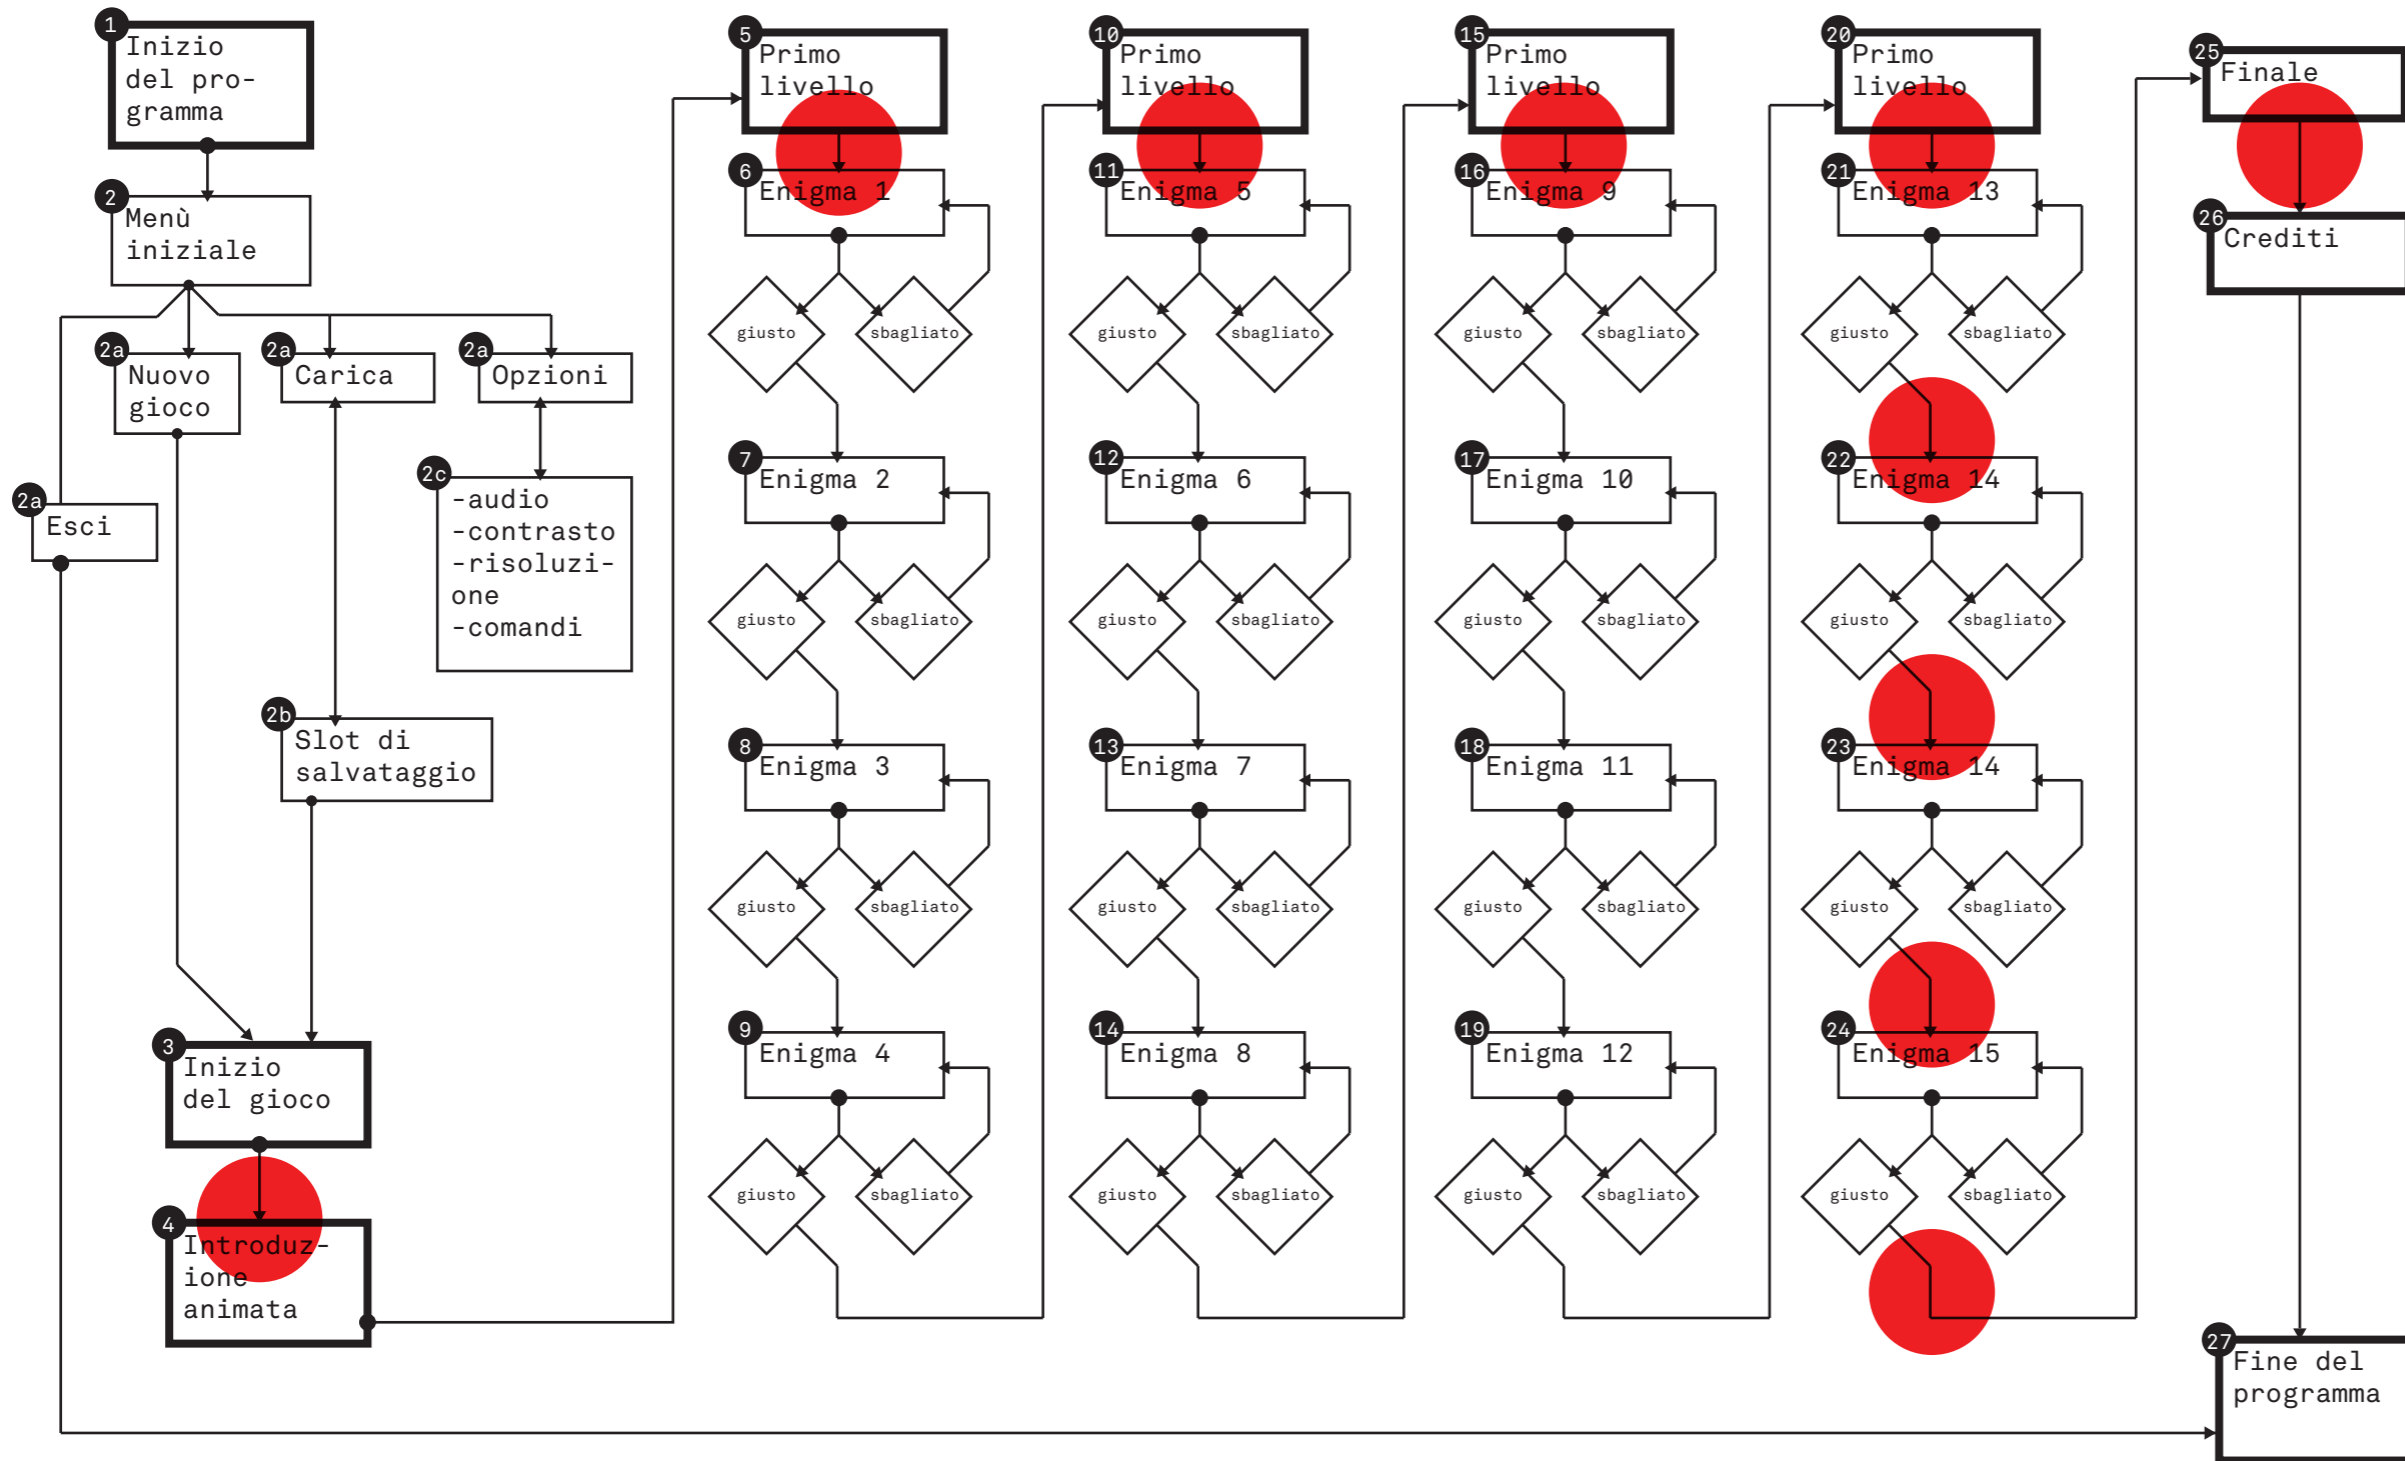 1
Inizio
del pro-
gramma
2
Menù
iniziale
2a
Nuovo
gioco
2a
Carica
2a
Opzioni
2a
Esci
2c
-audio
-contrasto
-risoluzi-
one
-comandi
2b
Slot di
salvataggio
3
Inizio
del gioco
4
Introduz-
ione
animata
5
Primo
livello
6
Enigma 1
giusto
sbagliato
7
Enigma 2
giusto
sbagliato
8
Enigma 3
giusto
sbagliato
9
Enigma 4
giusto
sbagliato
10
Primo
livello
11
Enigma 5
giusto
sbagliato
12
Enigma 6
giusto
sbagliato
13
Enigma 7
giusto
sbagliato
14
Enigma 8
giusto
sbagliato
15
Primo
livello
16
Enigma 9
giusto
sbagliato
17
Enigma 10
giusto
sbagliato
18
Enigma 11
giusto
sbagliato
19
Enigma 12
giusto
sbagliato
20
Primo
livello
21
Enigma 13
giusto
sbagliato
22
Enigma 14
giusto
sbagliato
23
Enigma 14
giusto
sbagliato
24
Enigma 15
giusto
sbagliato
25
Finale
26
Crediti
27
Fine del
programma